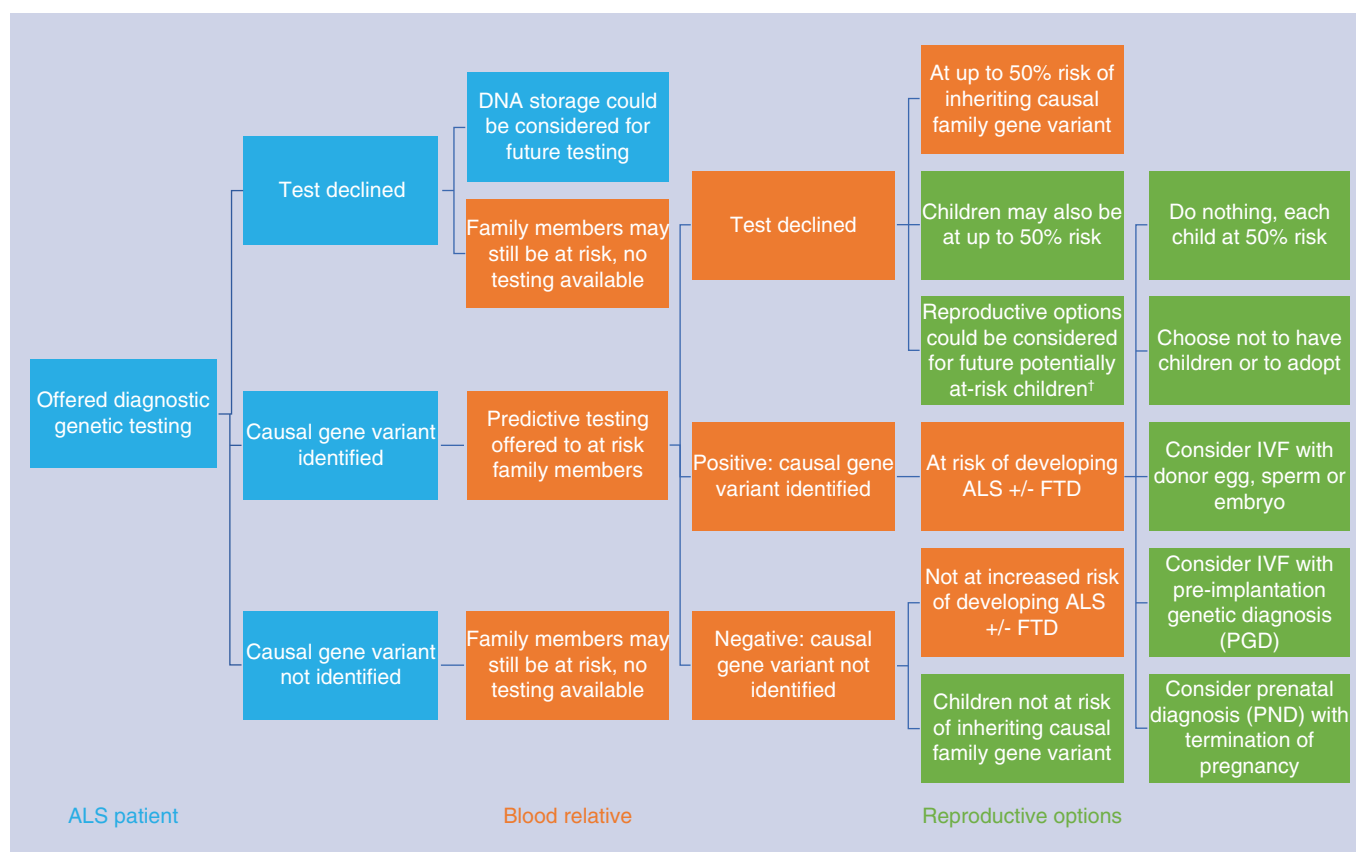 Offered diagnostic
genetic testing
Test declined
DNA storage could
be considered for
future testing
Family members may
still be at risk, no
testing available
Causal gene variant
identified
Predictive testing
offered to at risk
family members
Causal gene variant
not identified
Family members may
still be at risk, no
testing available
Test declined
At up to 50% risk of
inheriting causal
family gene variant
Children may also be
at up to 50% risk
Reproductive options
could be considered
for future potentially
at-risk children†
Positive: causal gene
variant identified
At risk of developing
ALS +/- FTD
Do nothing, each
child at 50% risk
Choose not to have
children or to adopt
Consider IVF with
donor egg, sperm or
embryo
Consider IVF with
pre-implantation
genetic diagnosis
(PGD)
Consider prenatal
diagnosis (PND) with
termination of
pregnancy
Negative: causal
gene variant not
identified
Not at increased risk
of developing ALS
+/- FTD
Children not at risk
of inheriting causal
family gene variant
ALS patient
Blood relative
Reproductive options